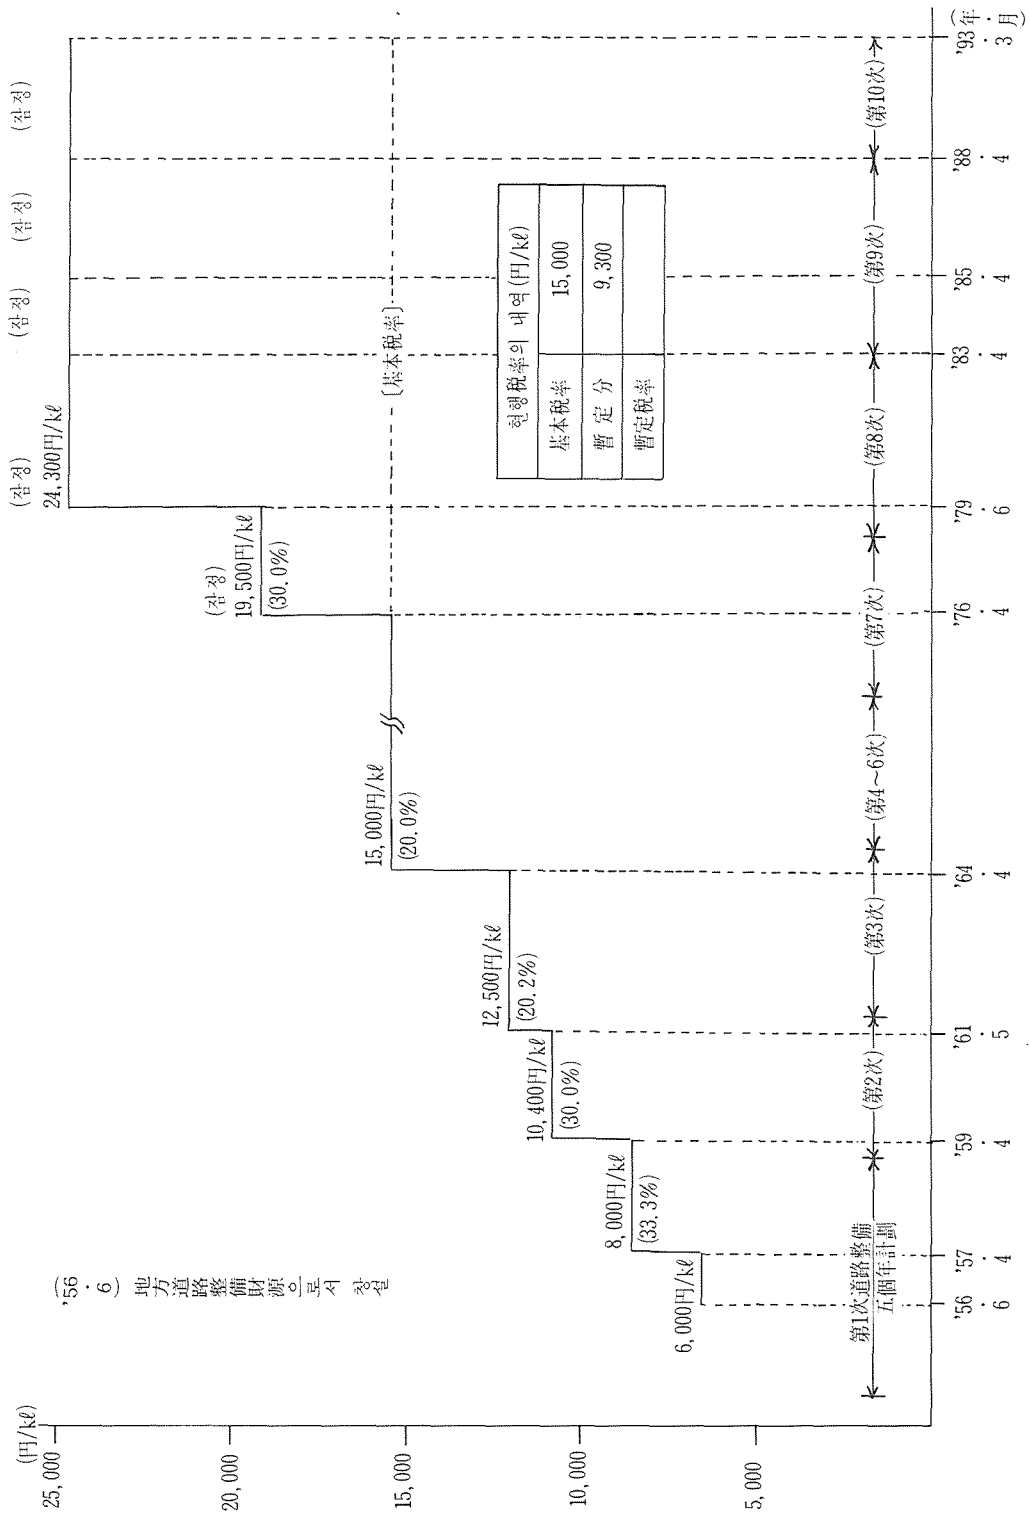 (円/kℓ)
25,000
20,000
15,000
10,000
5,000
('56・6) 地方道路整備財源으로서 창설
6,000円/kℓ
8,000円/kℓ
(33.3%)
10,400円/kℓ
(30.0%)
12,500円/kℓ
(20.2%)
15,000円/kℓ
(20.0%)
(잠정)
19,500円/kℓ
(30.0%)
(잠정)
24,300円/kℓ
(잠정)
(잠정)
(잠정)
〔基本税率〕
현행税率의 내역(円/kℓ)
基本税率 15,000
暫定分 9,300
暫定税率
第1次道路整備
五個年計劃
(第2次)
(第3次)
(第4~6次)
(第7次)
(第8次)
(第9次)
(第10次)
'56・6
'57・4
'59・4
'61・5
'64・4
'76・4
'79・6
'83・4
'85・4
'88・4
'93・3
(年・月)